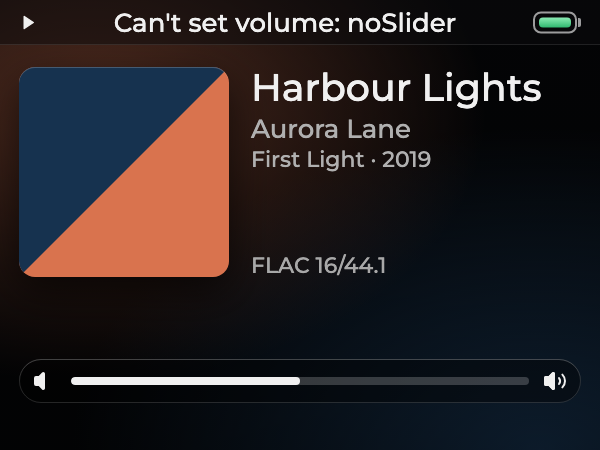 Can't set volume: noSlider
Harbour Lights
Aurora Lane
First Light · 2019
FLAC 16/44.1